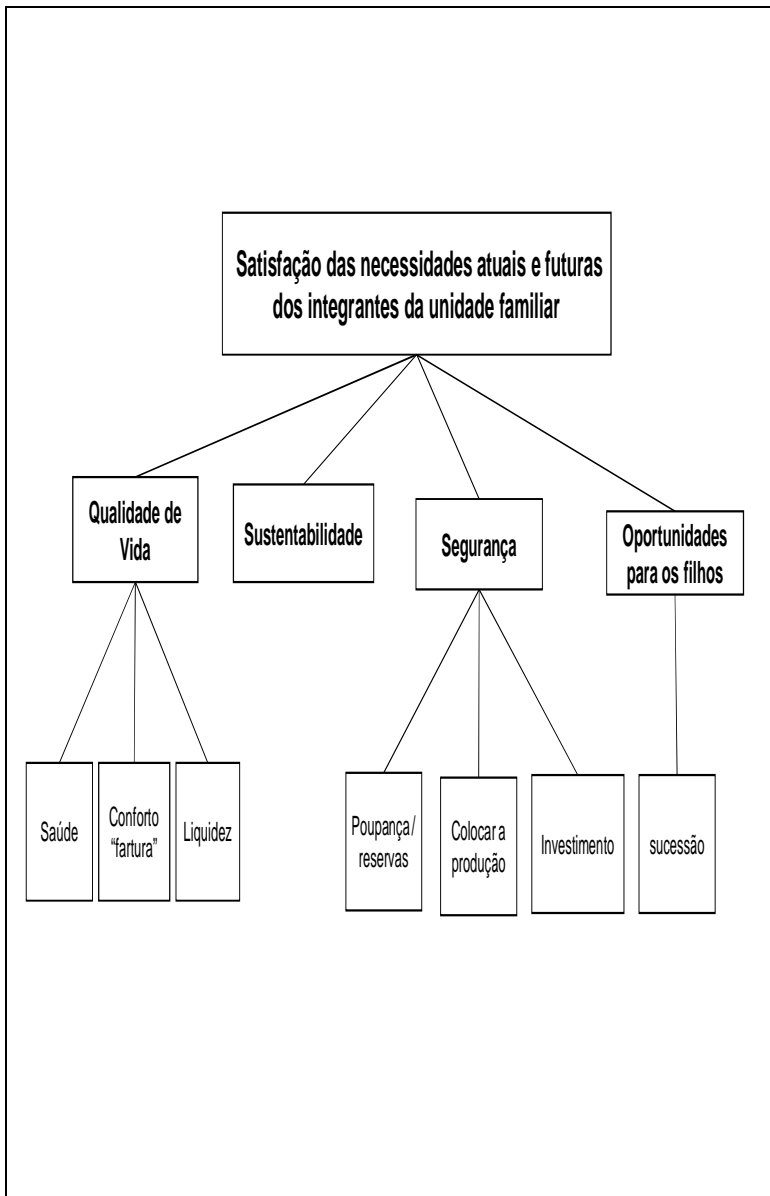 Satisfação das necessidades atuais e futuras
dos integrantes da unidade familiar
Qualidade de
Vida
Sustentabilidade
Segurança
Oportunidades
para os filhos
Saúde
Conforto
“fartura”
Liquidez
Poupança /
reservas
Colocar a
produção
Investimento
sucessão